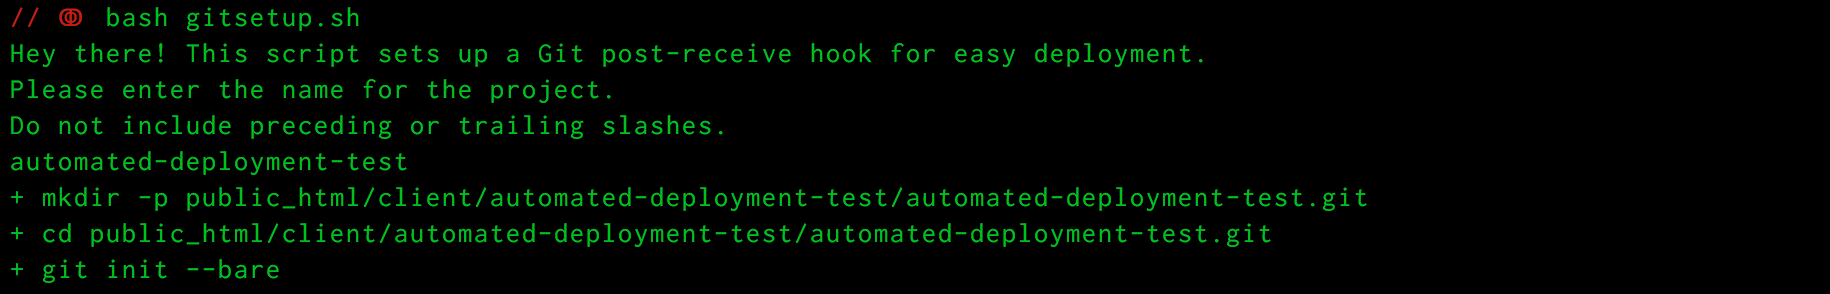 // ↂ bash gitsetup.sh
Hey there! This script sets up a Git post-receive hook for easy deployment.
Please enter the name for the project.
Do not include preceding or trailing slashes.
automated-deployment-test
+ mkdir -p public_html/client/automated-deployment-test/automated-deployment-test.git
+ cd public_html/client/automated-deployment-test/automated-deployment-test.git
+ git init --bare